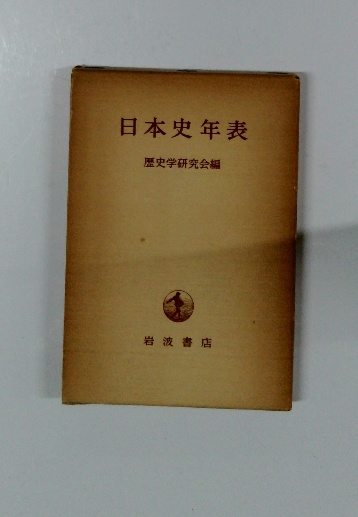 日本史年表
歴史学研究会編
岩波書店